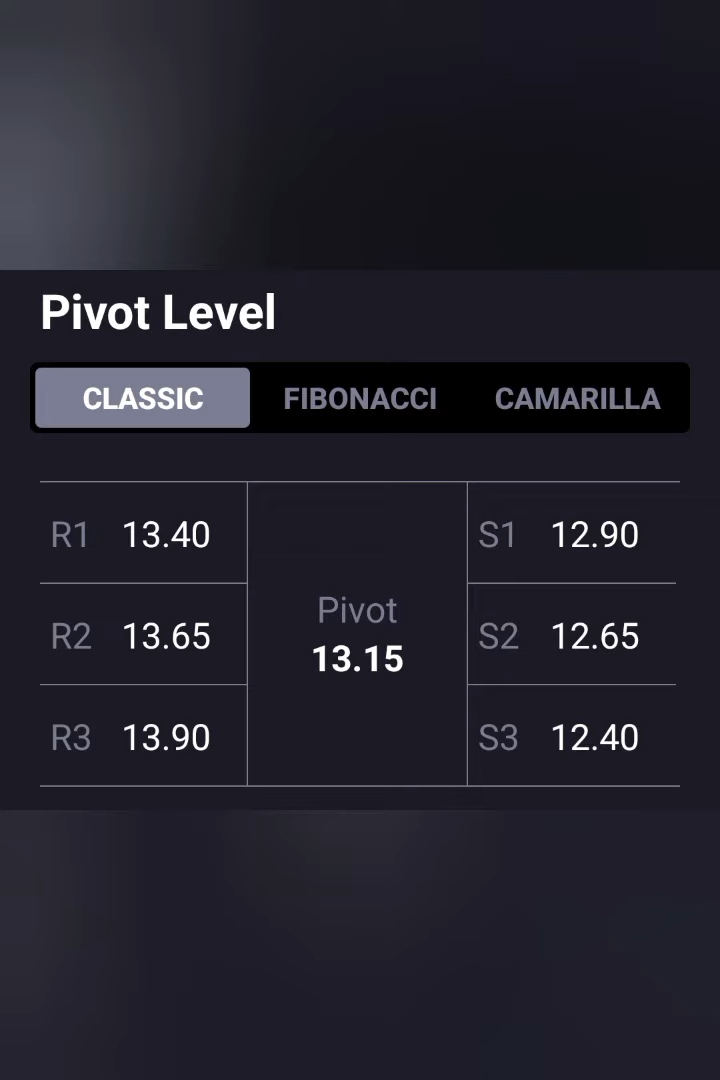 Pivot Level
CLASSIC FIBONACCI CAMARILLA
R1 13.40
R2 13.65
R3 13.90
Pivot
13.15
S1 12.90
S2 12.65
S3 12.40